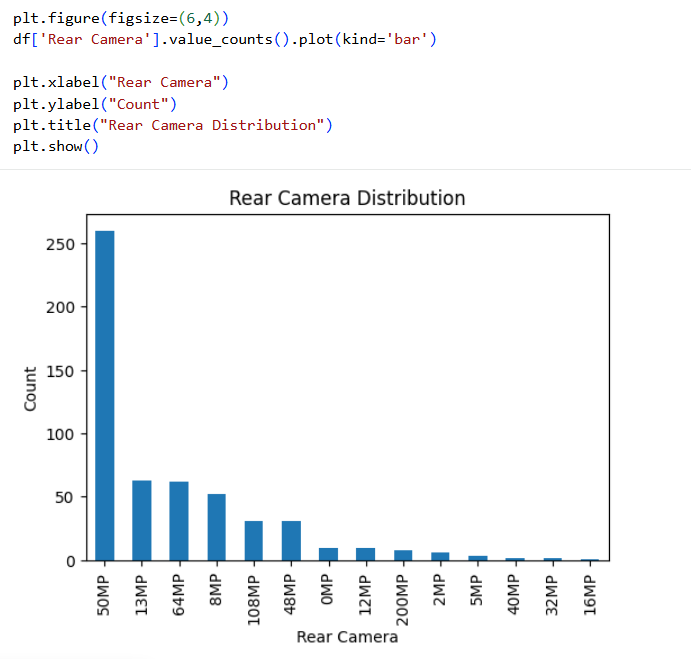 plt.figure(figsize=(6,4))
df['Rear Camera'].value_counts().plot(kind='bar')
plt.xlabel("Rear Camera")
plt.ylabel("Count")
plt.title("Rear Camera Distribution")
plt.show()
Rear Camera Distribution
250
200
150
100
50
0
Count
50MP
13MP
64MP
8MP
108MP
48MP
0MP
12MP
200MP
2MP
5MP
40MP
32MP
16MP
Rear Camera